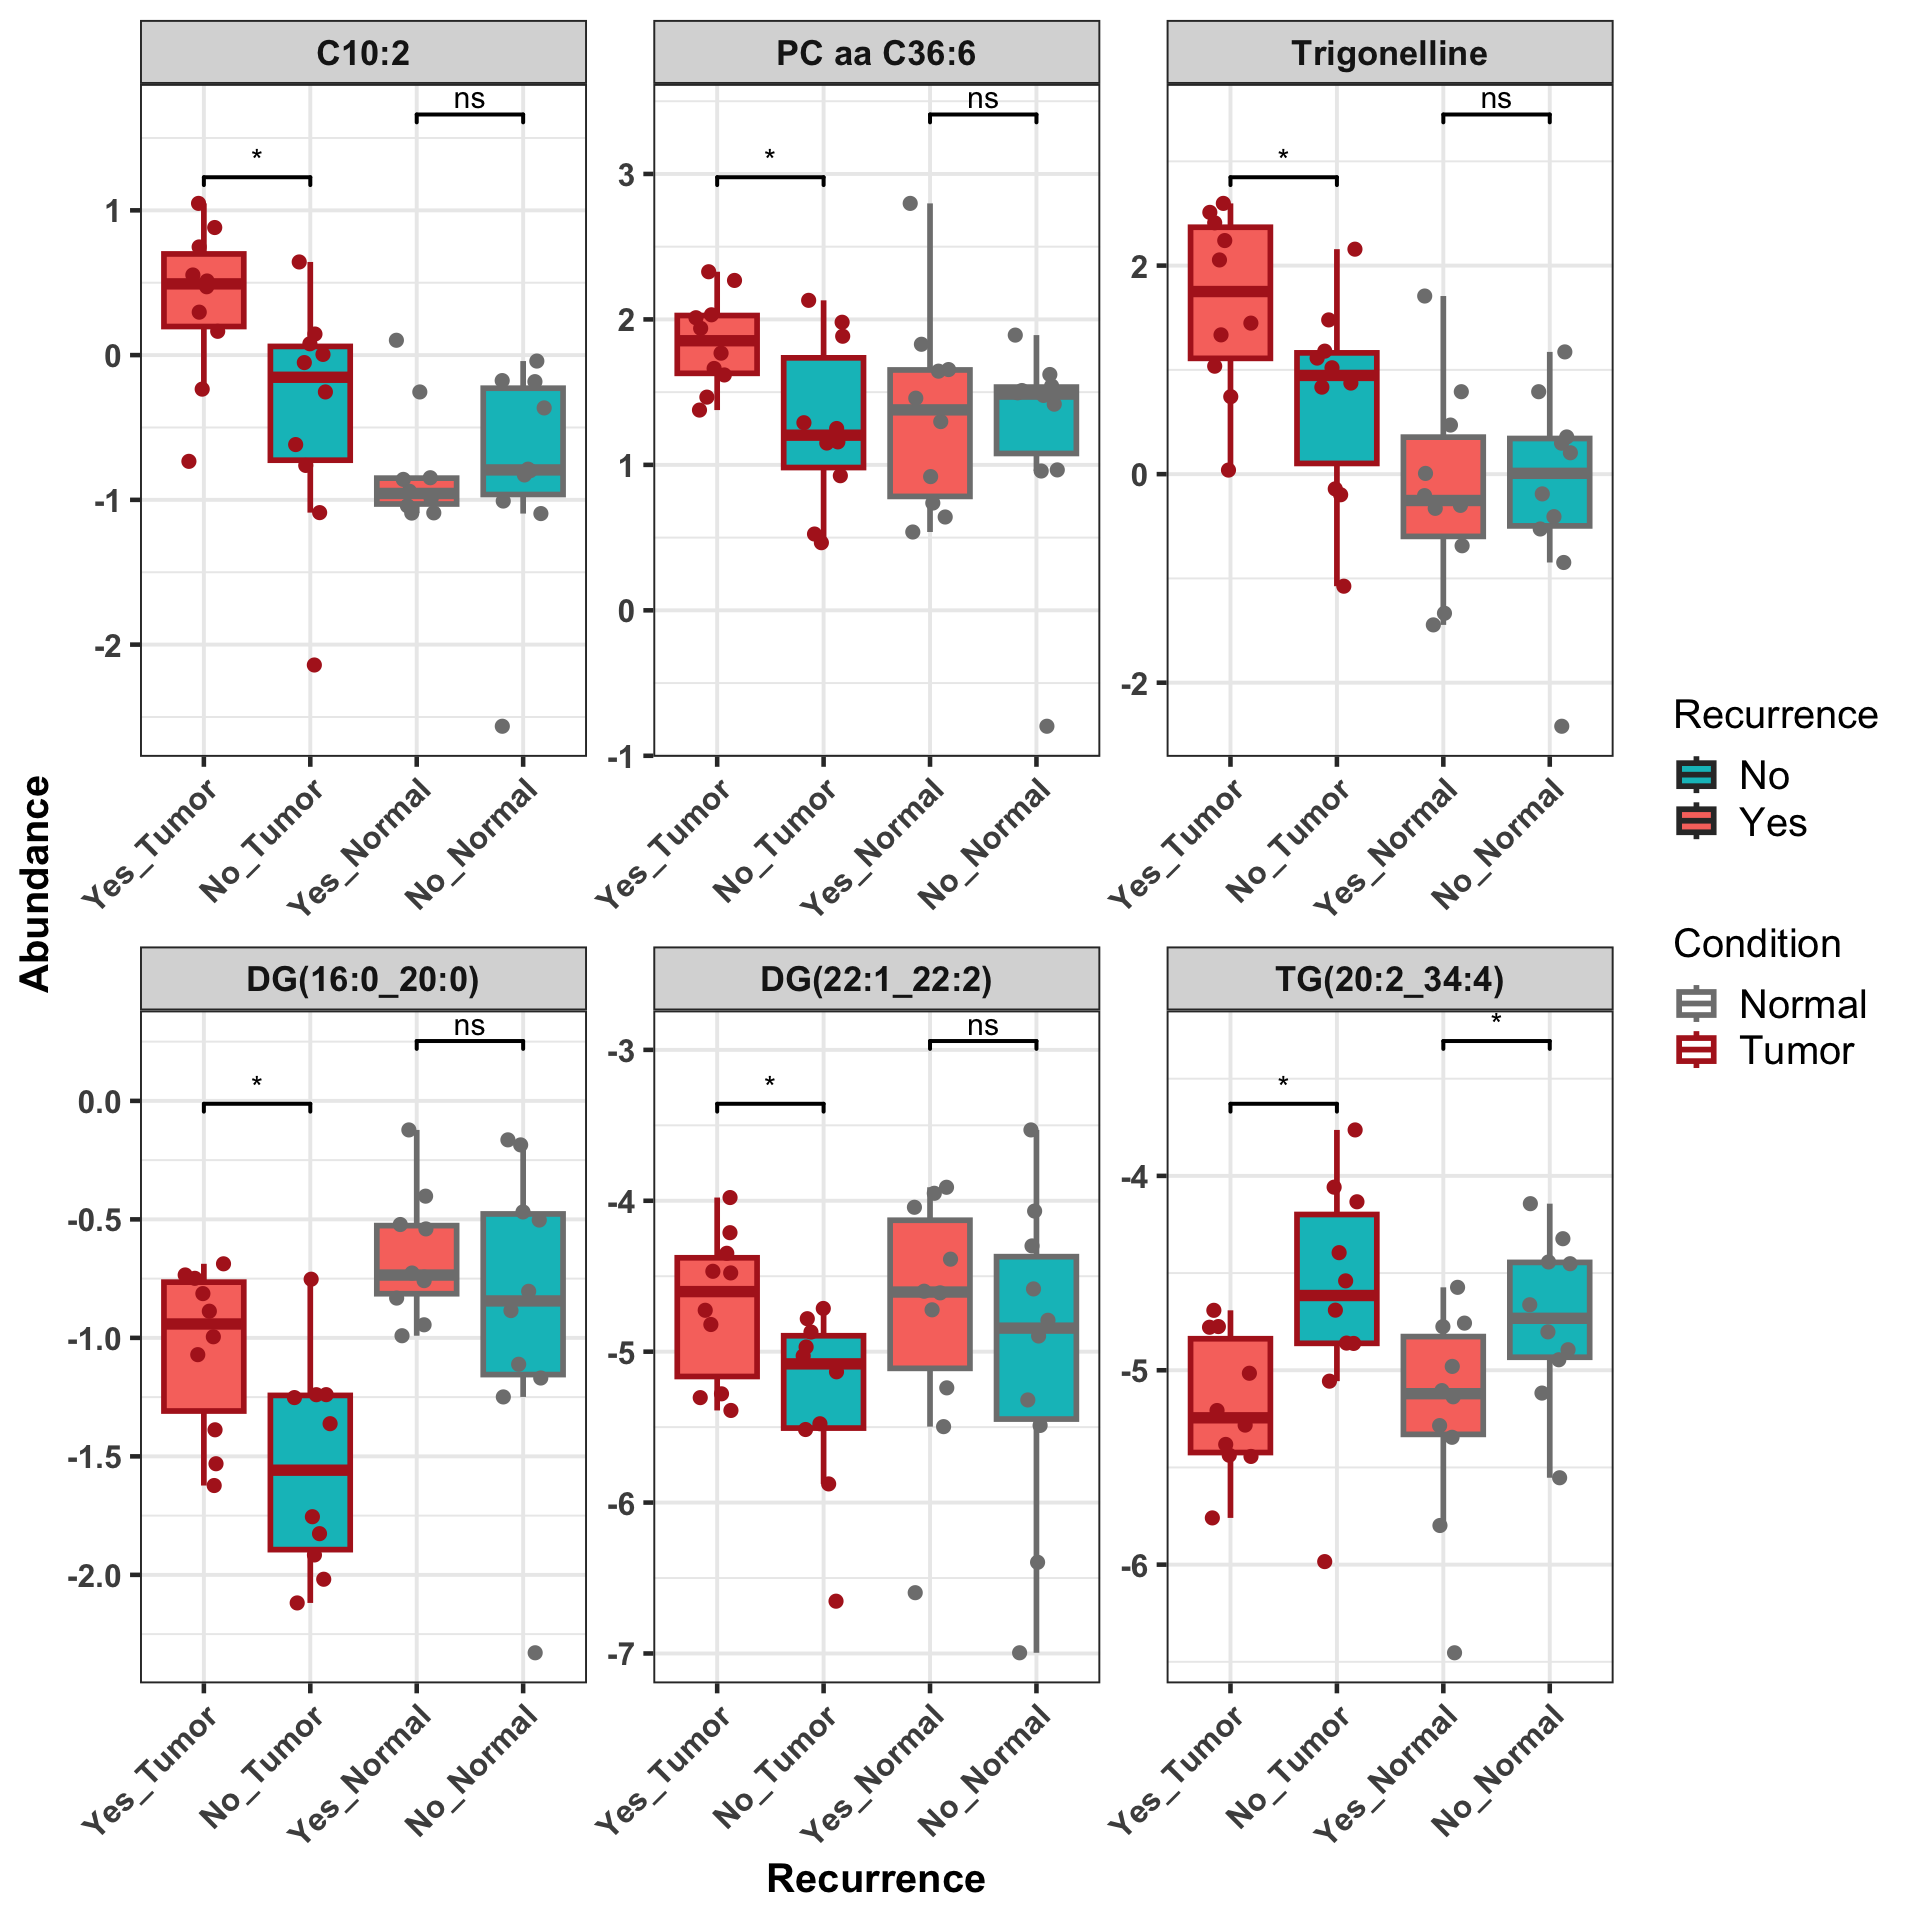 C10:2
PC aa C36:6
Trigonelline
ns
ns
ns
*
*
*
1
0
-1
-2
3
2
1
0
-1
2
0
-2
Yes_Tumor
No_Tumor
Yes_Normal
No_Normal
Yes_Tumor
No_Tumor
Yes_Normal
No_Normal
Yes_Tumor
No_Tumor
Yes_Normal
No_Normal
Abundance
DG(16:0_20:0)
DG(22:1_22:2)
TG(20:2_34:4)
ns
ns
*
*
*
*
0.0
-0.5
-1.0
-1.5
-2.0
-3
-4
-5
-6
-7
-4
-5
-6
Yes_Tumor
No_Tumor
Yes_Normal
No_Normal
Yes_Tumor
No_Tumor
Yes_Normal
No_Normal
Yes_Tumor
No_Tumor
Yes_Normal
No_Normal
Recurrence
Recurrence
No
Yes
Condition
Normal
Tumor